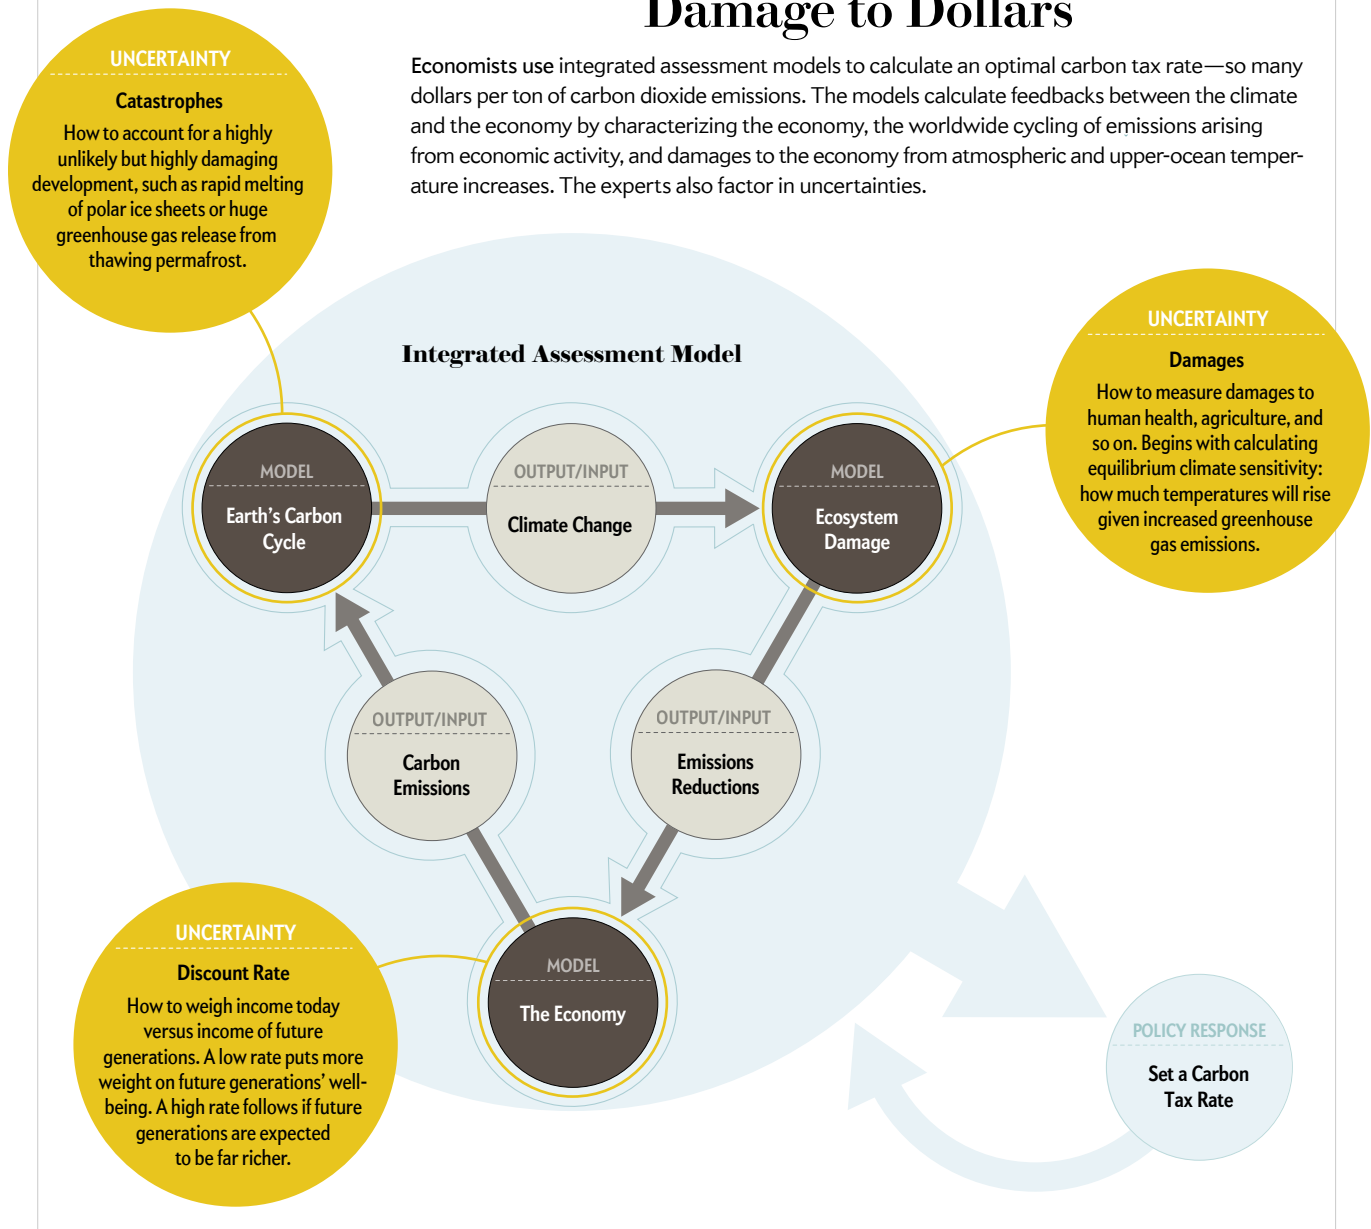 Damage to Dollars
Economists use integrated assessment models to calculate an optimal carbon tax rate—so many
dollars per ton of carbon dioxide emissions. The models calculate feedbacks between the climate
and the economy by characterizing the economy, the worldwide cycling of emissions arising
from economic activity, and damages to the economy from atmospheric and upper-ocean temper-
ature increases. The experts also factor in uncertainties.
UNCERTAINTY
Catastrophes
How to account for a highly
unlikely but highly damaging
development, such as rapid melting
of polar ice sheets or huge
greenhouse gas release from
thawing permafrost.
Integrated Assessment Model
UNCERTAINTY
Damages
How to measure damages to
human health, agriculture, and
so on. Begins with calculating
equilibrium climate sensitivity:
how much temperatures will rise
given increased greenhouse
gas emissions.
MODEL
Earth's Carbon
Cycle
OUTPUT/INPUT
Climate Change
MODEL
Ecosystem
Damage
OUTPUT/INPUT
Carbon
Emissions
OUTPUT/INPUT
Emissions
Reductions
UNCERTAINTY
Discount Rate
How to weigh income today
versus income of future
generations. A low rate puts more
weight on future generations' well-
being. A high rate follows if future
generations are expected
to be far richer.
MODEL
The Economy
POLICY RESPONSE
Set a Carbon
Tax Rate